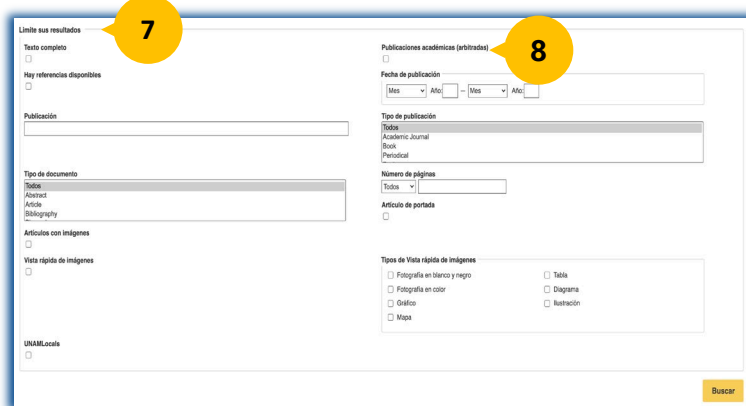 7
8
Limite sus resultados
Texto completo
Publicaciones académicas (arbitradas)
Hay referencias disponibles
Fecha de publicación
Mes Año: – Mes Año:
Publicación
Tipo de publicación
Todos
Academic Journal
Book
Periodical
Tipo de documento
Todos
Abstract
Article
Bibliography
Número de páginas
Todos
Artículo de portada
Artículos con imágenes
Vista rápida de imágenes
Tipos de Vista rápida de imágenes
Fotografía en blanco y negro Tabla
Fotografía en color Diagrama
Gráfico Ilustración
Mapa
UNAMLocals
Buscar